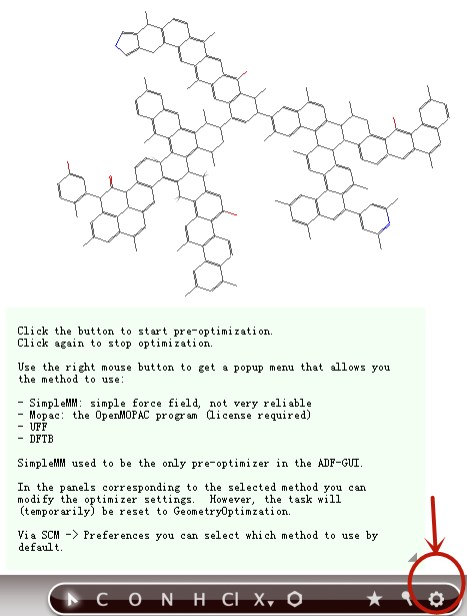 Click the button to start pre-optimization.
Click again to stop optimization.
Use the right mouse button to get a popup menu that allows you
the method to use:
- SimpleMM: simple force field, not very reliable
- Mopac: the OpenMOPAC program (license required)
- UFF
- DFTB
SimpleMM used to be the only pre-optimizer in the ADF-GUI.
In the panels corresponding to the selected method you can
modify the optimizer settings.  However, the task will
(temporarily) be reset to GeometryOptimzation.
Via SCM -> Preferences you can select which method to use by
default.
C O N H Cl X